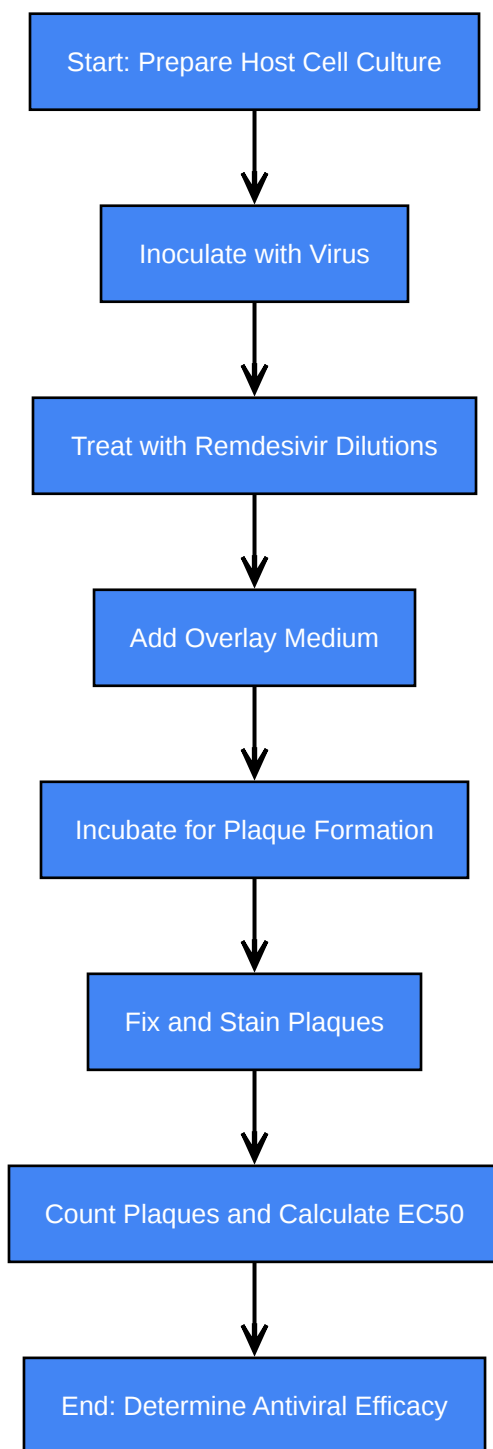 Start: Prepare Host Cell Culture
Inoculate with Virus
Treat with Remdesivir Dilutions
Add Overlay Medium
Incubate for Plaque Formation
Fix and Stain Plaques
Count Plaques and Calculate EC50
End: Determine Antiviral Efficacy